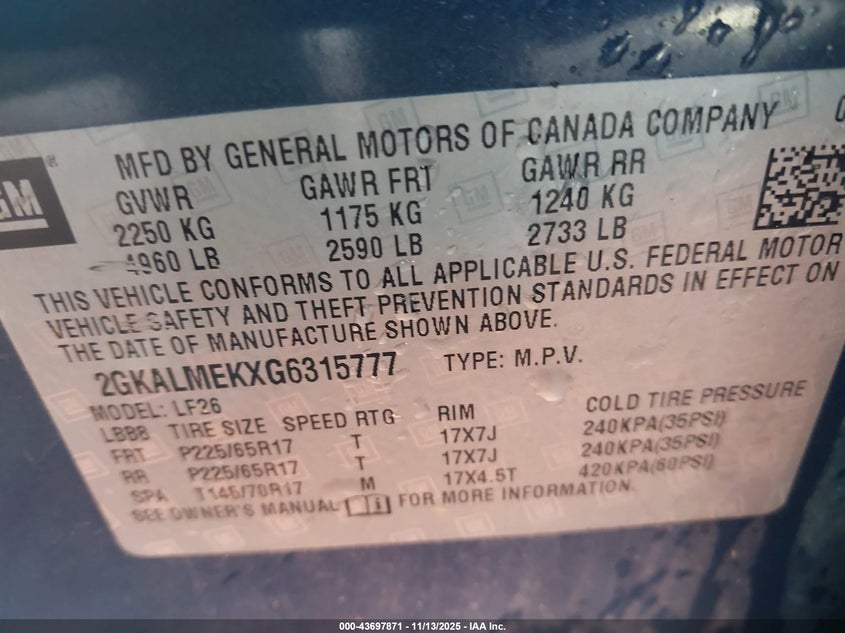 MFD BY GENERAL MOTORS OF CANADA COMPANY
GM ®
GVWR GAWR FRT GAWR RR
2250 KG 1175 KG 1240 KG
4960 LB 2590 LB 2733 LB
THIS VEHICLE CONFORMS TO ALL APPLICABLE U.S. FEDERAL MOTOR
VEHICLE SAFETY AND THEFT PREVENTION STANDARDS IN EFFECT ON
THE DATE OF MANUFACTURE SHOWN ABOVE.
2GKALMEKXG6315777 TYPE: M.P.V.
MODEL: LF26
LBB8 TIRE SIZE SPEED RTG RIM COLD TIRE PRESSURE
FRT P225/65R17 T 17X7J 240KPA(35PSI)
RR P225/65R17 T 17X7J 240KPA(35PSI)
SPA T145/70R17 M 17X4.5T 420KPA(60PSI)
SEE OWNER'S MANUAL FOR MORE INFORMATION.
000-43697871 - 11/13/2025 - IAA Inc.